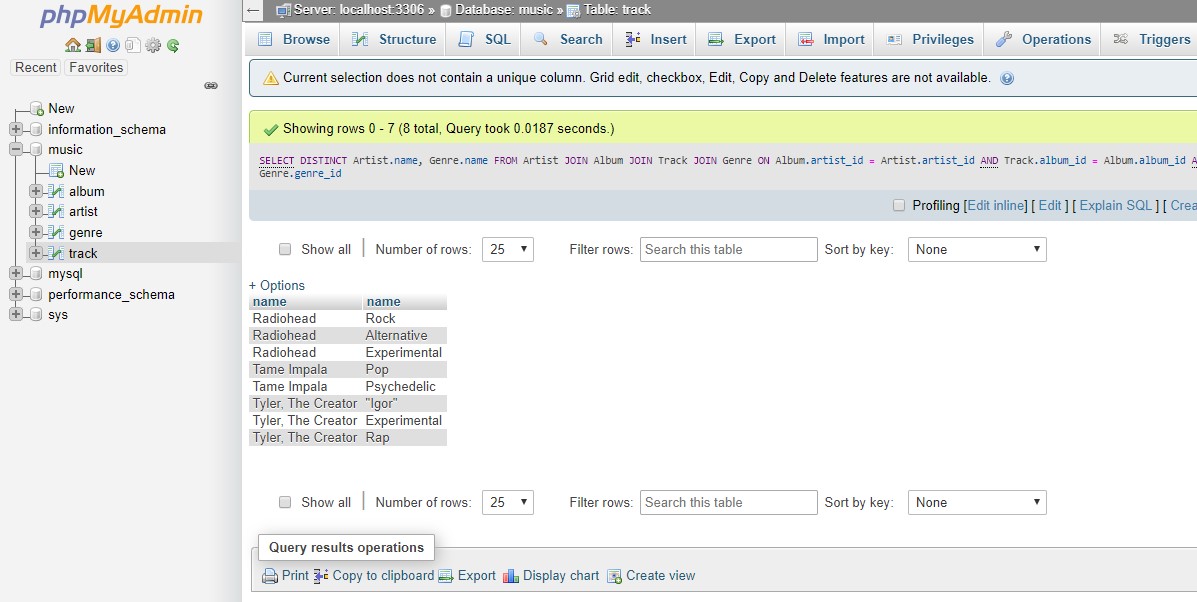 phpMyAdmin
Recent Favorites
New
information_schema
music
New
album
artist
genre
track
mysql
performance_schema
sys
Server: localhost:3306 » Database: music » Table: track
Browse Structure SQL Search Insert Export Import Privileges Operations Triggers
Current selection does not contain a unique column. Grid edit, checkbox, Edit, Copy and Delete features are not available.
Showing rows 0 - 7 (8 total, Query took 0.0187 seconds.)
SELECT DISTINCT Artist.name, Genre.name FROM Artist JOIN Album JOIN Track JOIN Genre ON Album.artist_id = Artist.artist_id AND Track.album_id = Album.album_id A
Genre.genre_id
Profiling [Edit inline] [ Edit ] [ Explain SQL ] [ Crea
Show all | Number of rows: 25 Filter rows: Search this table Sort by key: None
+ Options
name name
Radiohead Rock
Radiohead Alternative
Radiohead Experimental
Tame Impala Pop
Tame Impala Psychedelic
Tyler, The Creator "Igor"
Tyler, The Creator Experimental
Tyler, The Creator Rap
Show all | Number of rows: 25 Filter rows: Search this table Sort by key: None
Query results operations
Print Copy to clipboard Export Display chart Create view